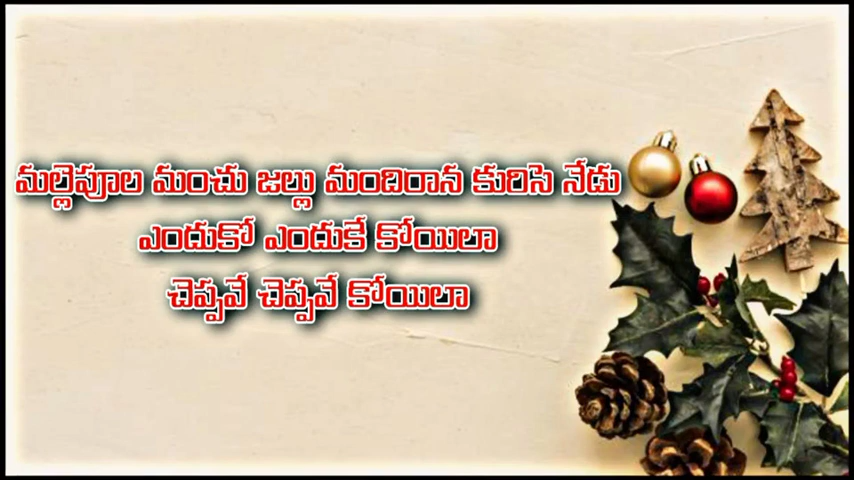 మల్లెపూల మంచు జల్లు మందిరాన కురిసె నేడు
ఎందుకో ఎందుకే కోయిలా
చెప్పవే చెప్పవే కోయిలా